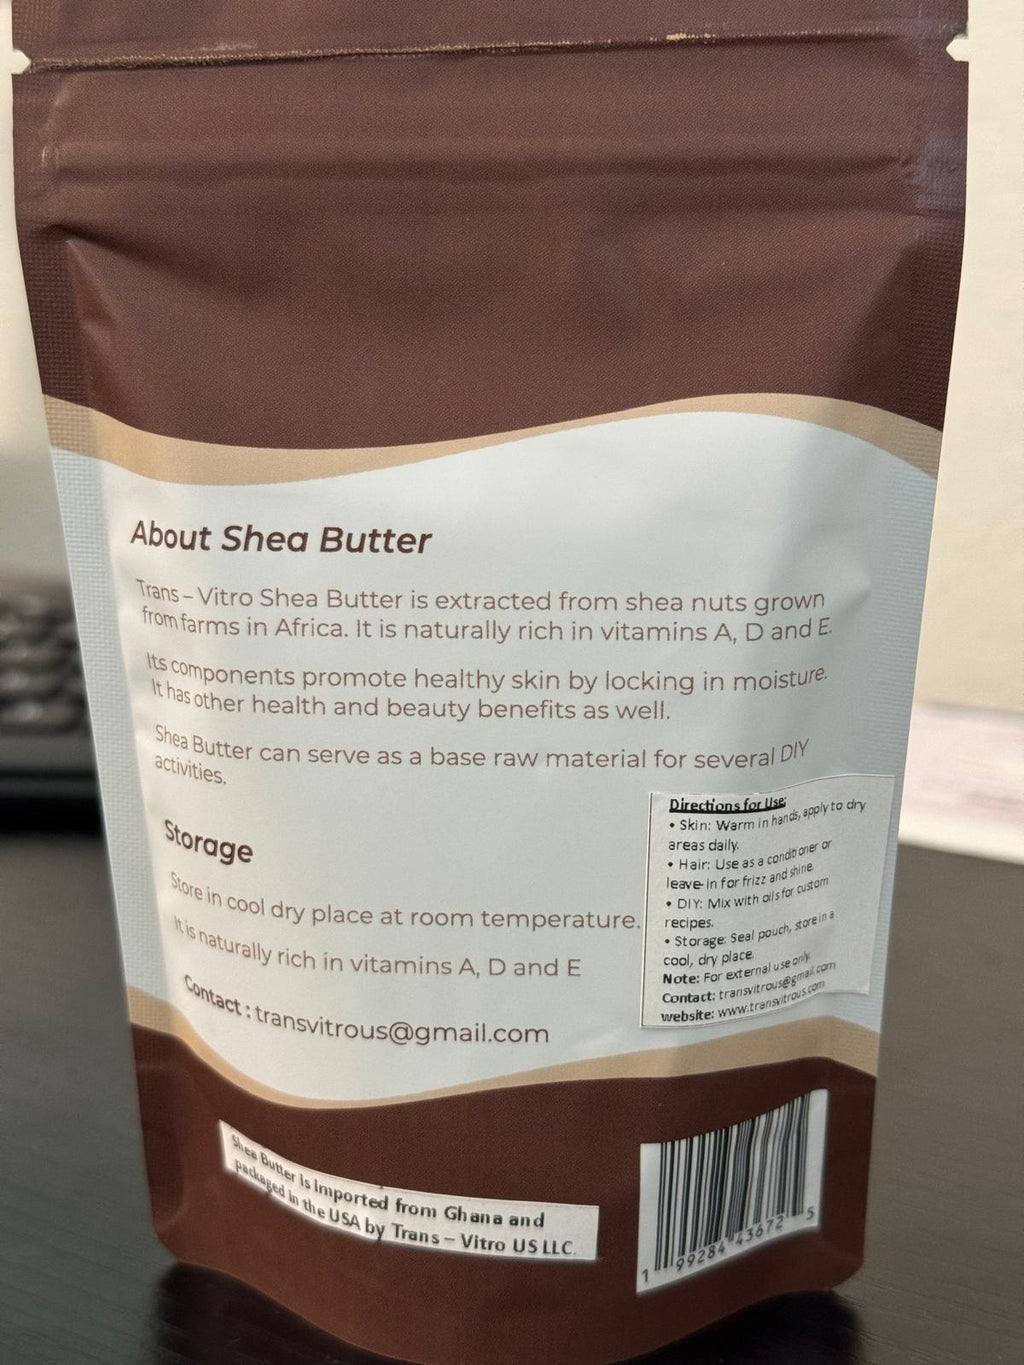 About Shea Butter
Trans – Vitro Shea Butter is extracted from shea nuts grown
from farms in Africa. It is naturally rich in vitamins A, D and E.
Its components promote healthy skin by locking in moisture.
It has other health and beauty benefits as well.
Shea Butter can serve as a base raw material for several DIY
activities.
Storage
Store in cool dry place at room temperature.
It is naturally rich in vitamins A, D and E
Contact : transvitrous@gmail.com
Directions for Use:
• Skin: Warm in hands, apply to dry
areas daily.
• Hair: Use as a conditioner or
leave-in for frizz and shine.
• DIY: Mix with oils for custom
recipes.
• Storage: Seal pouch, store in a
cool, dry place.
Note: For external use only.
Contact: transvitrous@gmail.com
website: www.transvitrous.com
Shea Butter is imported from Ghana and
packaged in the USA by Trans – Vitro US LLC.
1 99284 43672 5